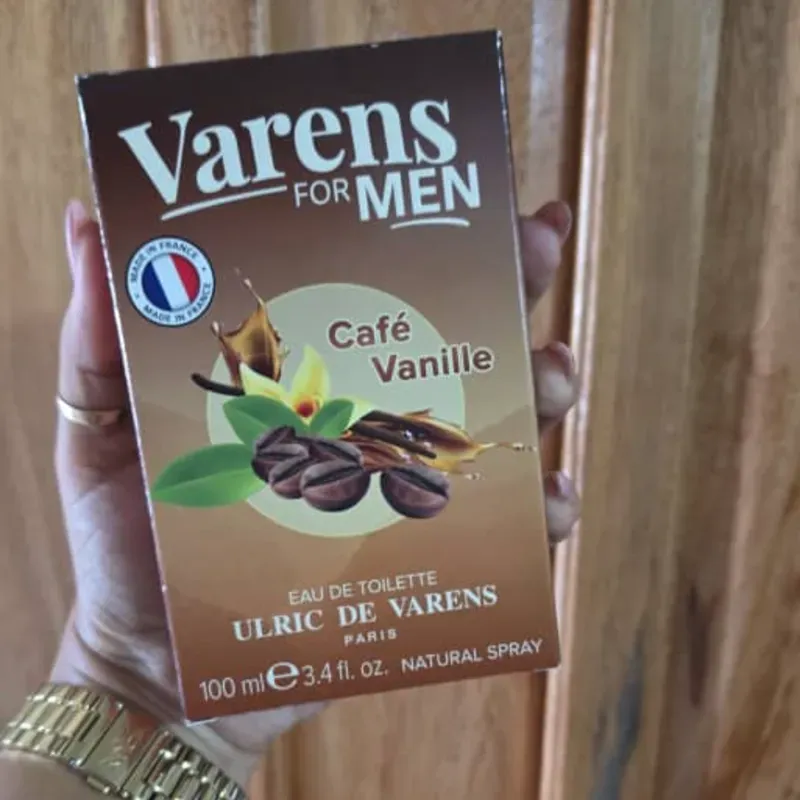 Varens
FOR MEN
MADE IN FRANCE
MADE IN FRANCE
Café
Vanille
EAU DE TOILETTE
ULRIC DE VARENS
PARIS
100 ml e 3.4 fl. oz. NATURAL SPRAY